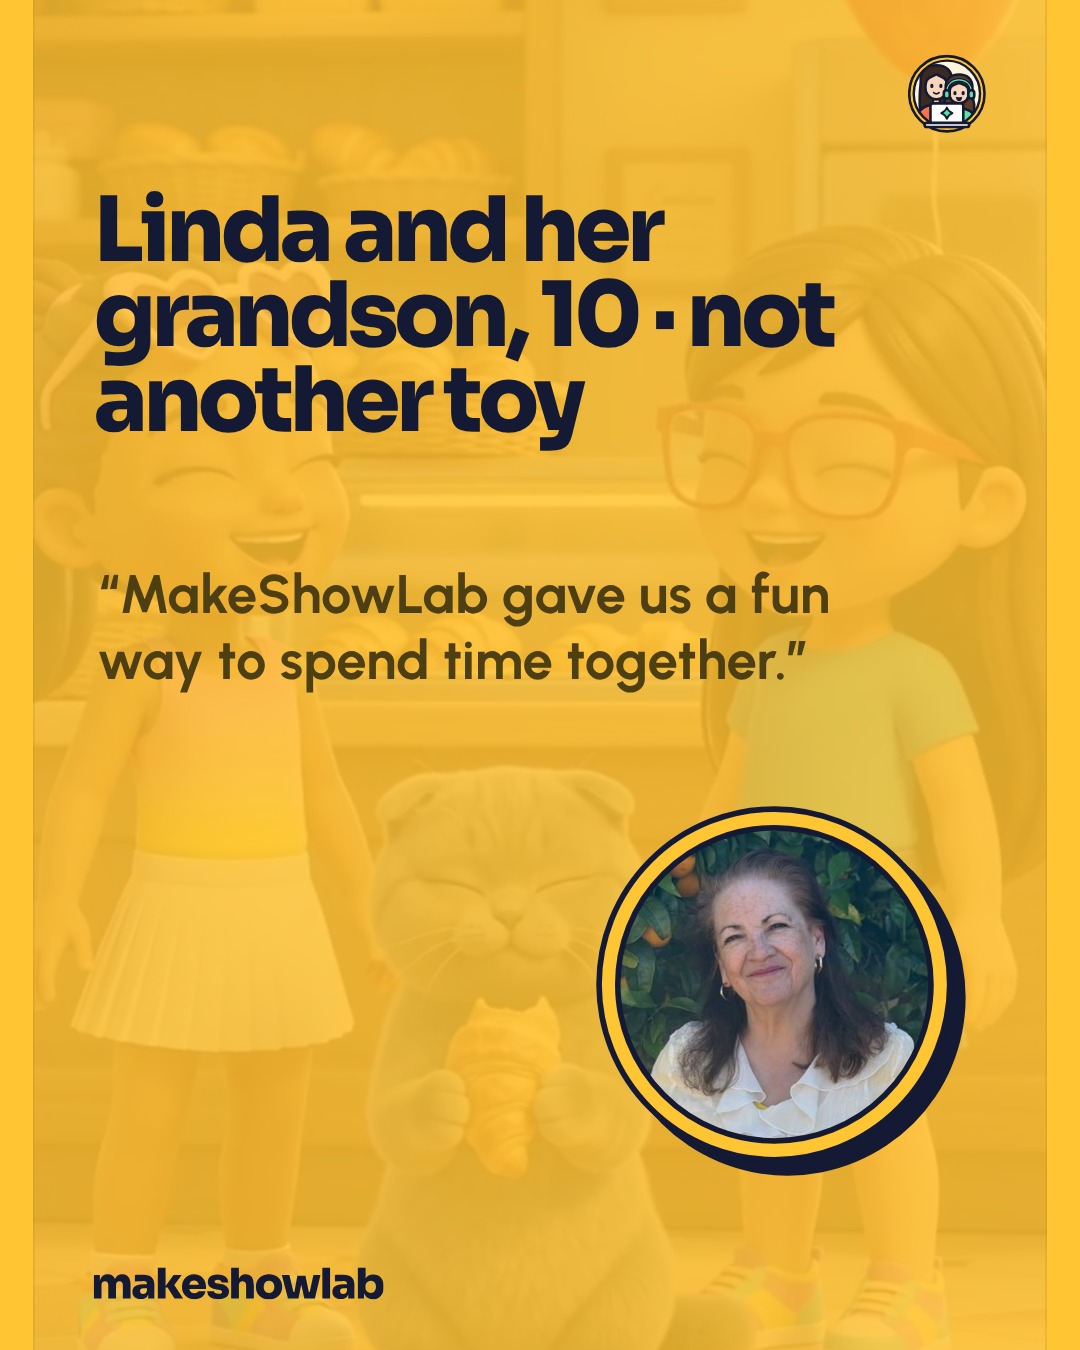 Linda and her
grandson, 10 · not
another toy
“MakeShowLab gave us a fun
way to spend time together.”
makeshowlab